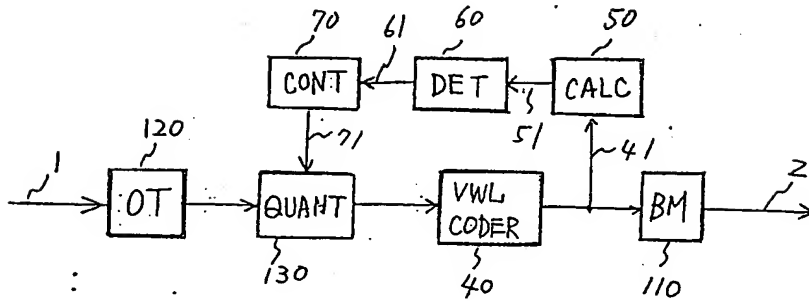 70 61 60 50
CONT DET CALC
51
120 71 41
1 2
OT QUANT VWL CODER BM
130 40 110